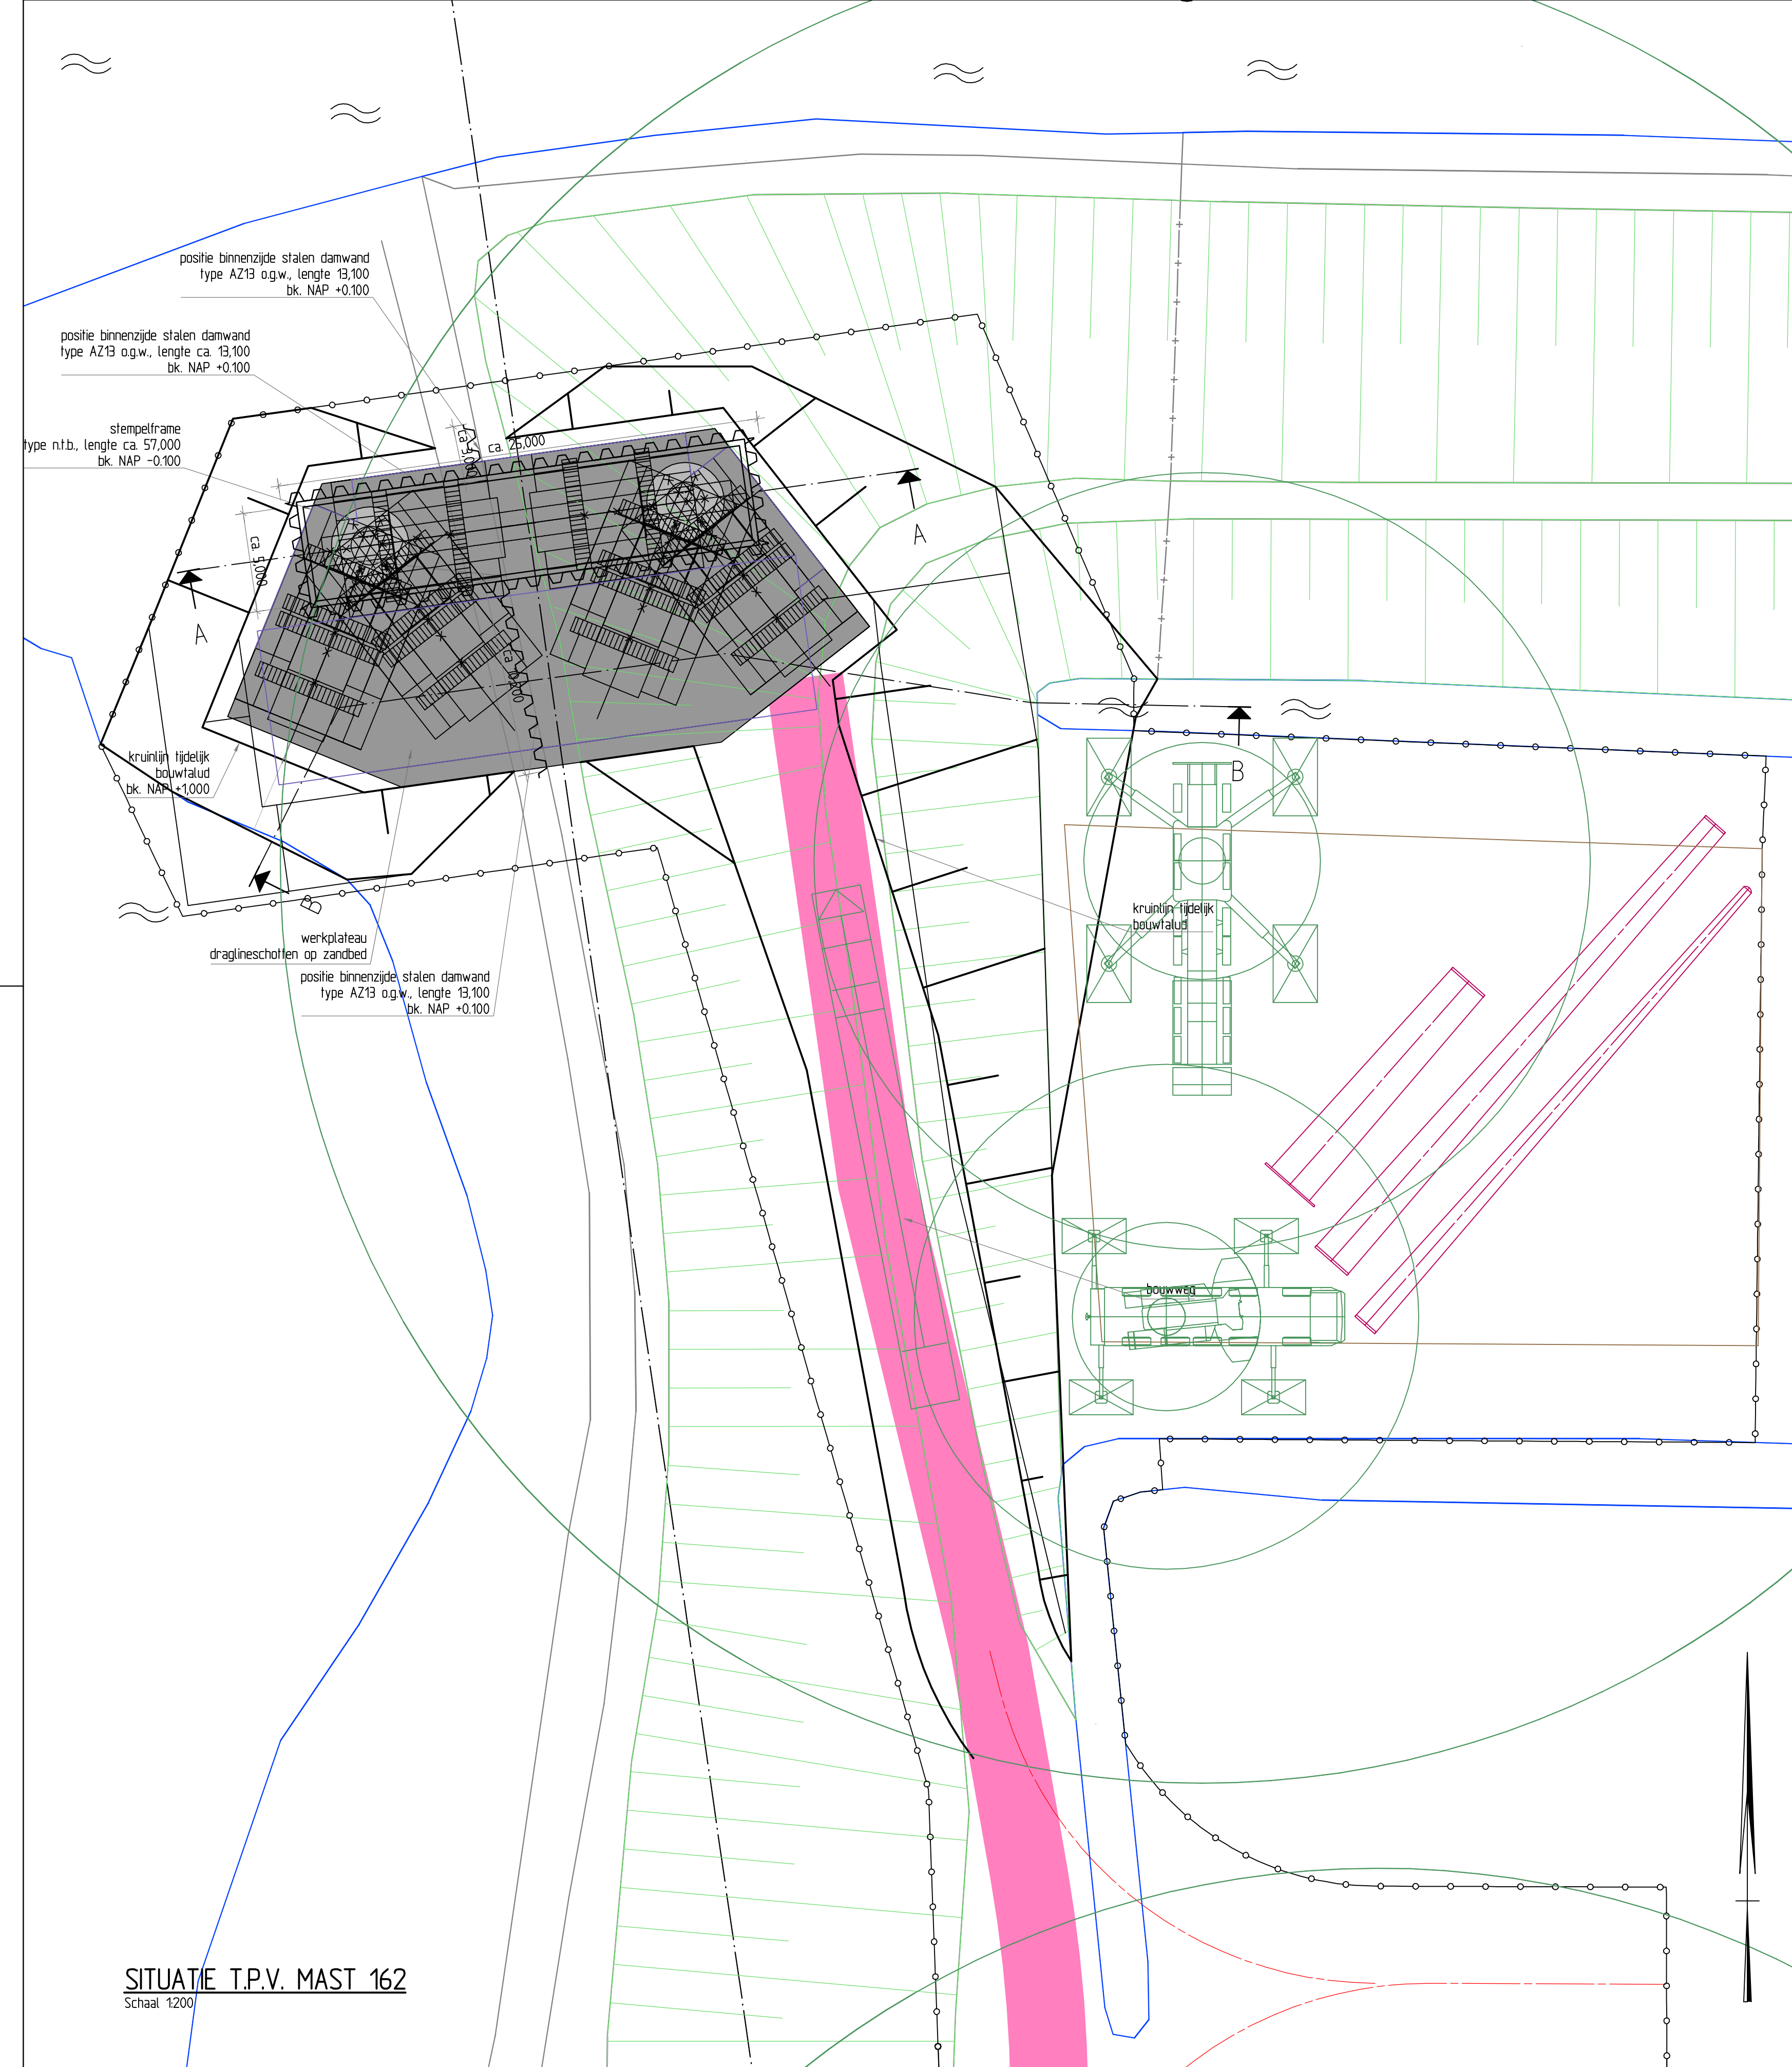 positie binnenzijde stalen damwand
type AZ13 o.g.w., lengte 13,100
bk. NAP +0.100
positie binnenzijde stalen damwand
type AZ13 o.g.w., lengte ca. 13,100
bk. NAP +0.100
stempelframe
type n.t.b., lengte ca. 57,000
bk. NAP -0.100
ca. 25,000
ca. 5,000
A
A
kruinlijn tijdelijk
bouwtalud
bk. NAP +1,000
B
B
werkplateau
draglineschotten op zandbed
positie binnenzijde stalen damwand
type AZ13 o.g.w., lengte 13,100
bk. NAP +0.100
kruinlijn tijdelijk
bouwtalud
bouwweg
SITUATIE T.P.V. MAST 162
Schaal 1:200